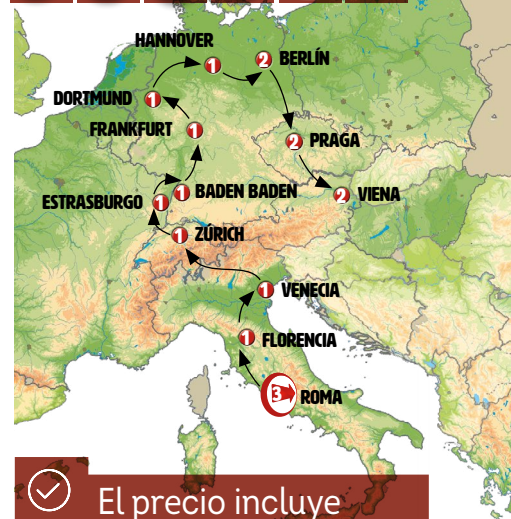 HANNOVER
1
2 BERLÍN
DORTMUND 1
FRANKFURT 1
2 PRAGA
ESTRASBURGO 1
1 BADEN BADEN
2 VIENA
1 ZÚRICH
1 VENECIA
1 FLORENCIA
3 ROMA
El precio incluye